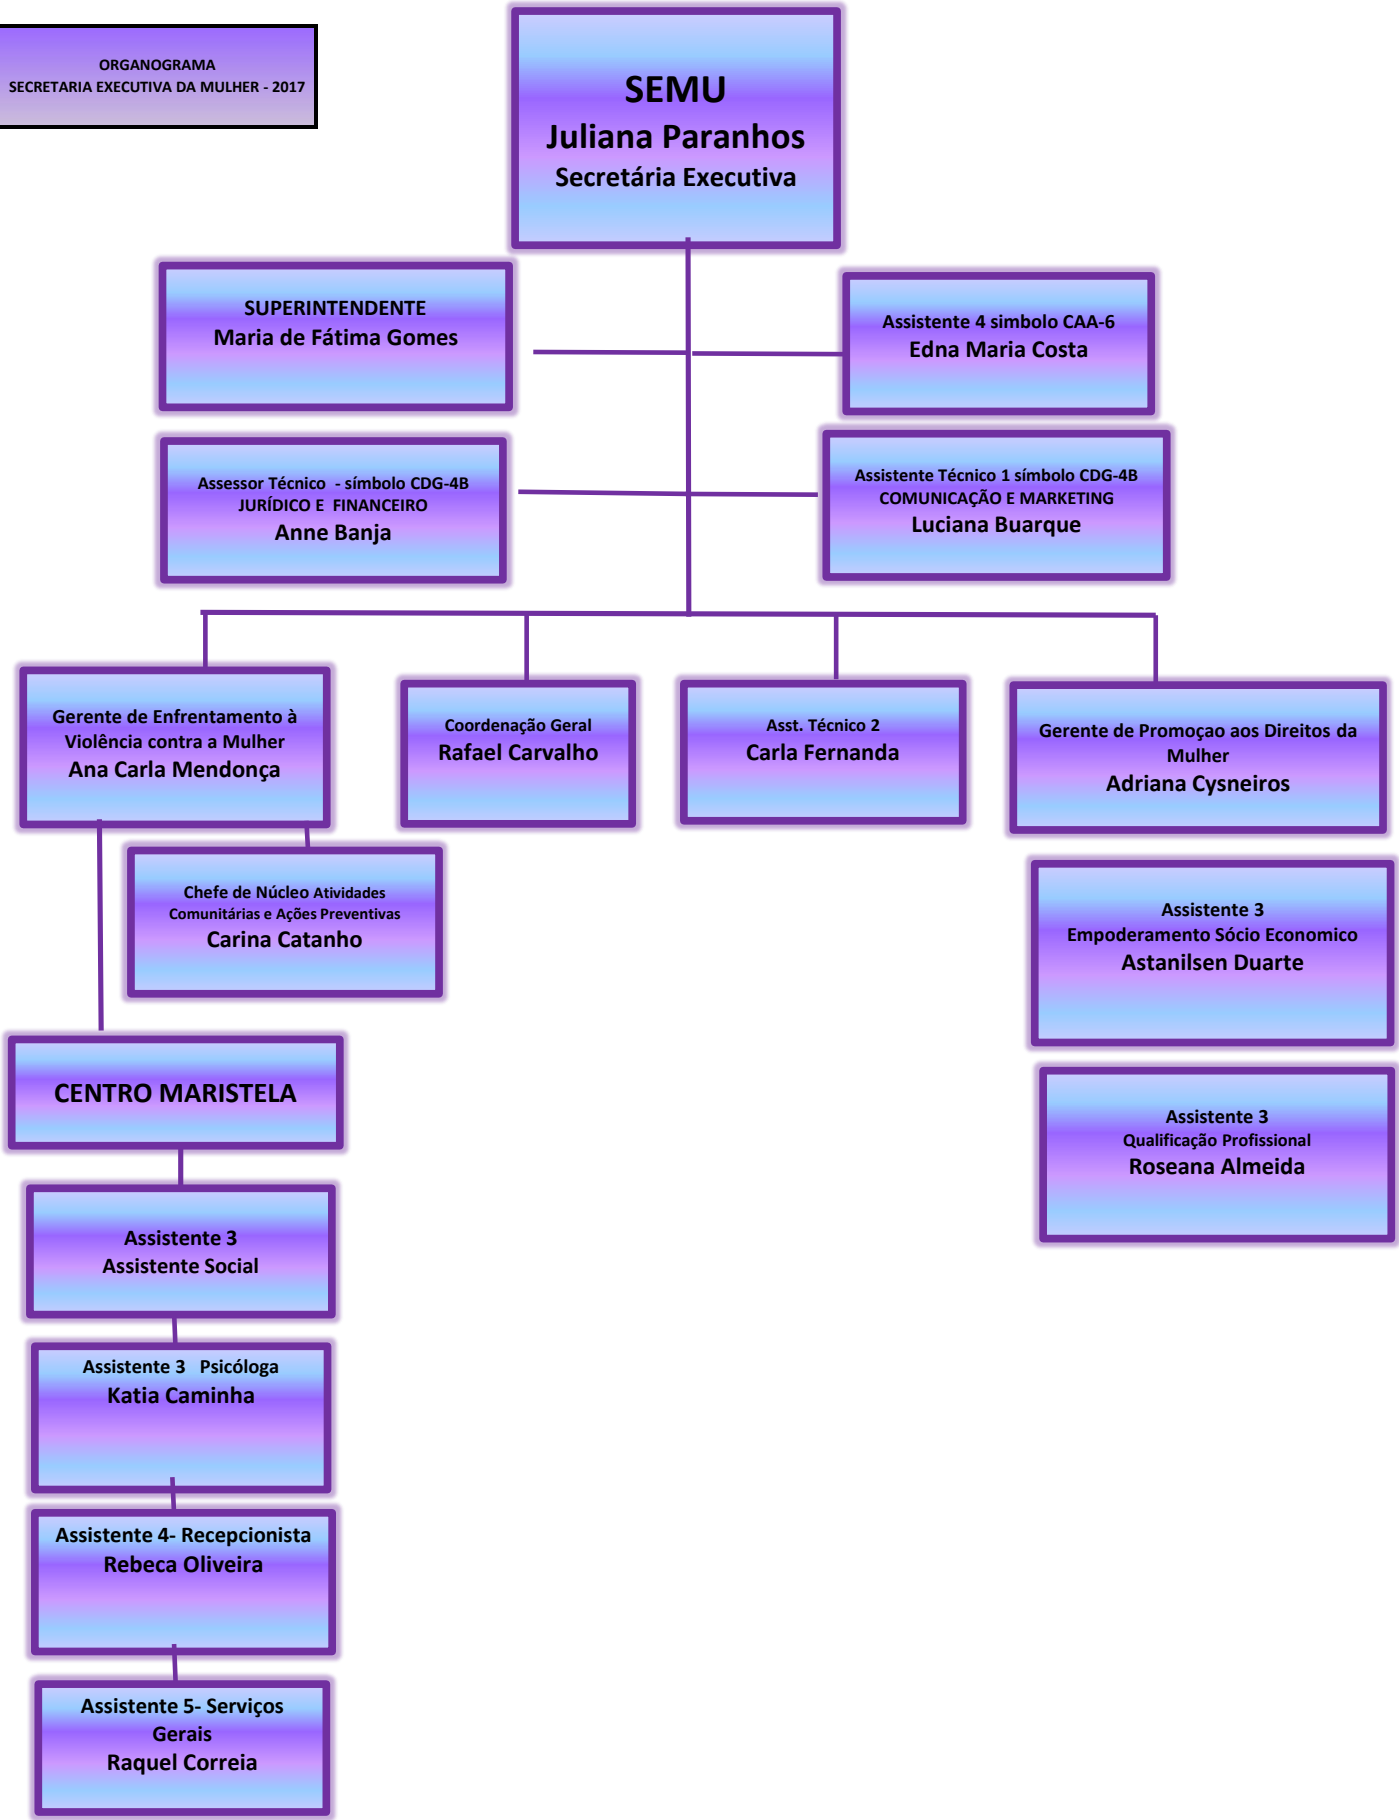 ORGANOGRAMA
SECRETARIA EXECUTIVA DA MULHER - 2017
SEMU
Juliana Paranhos
Secretária Executiva
SUPERINTENDENTE
Maria de Fátima Gomes
Assistente 4 simbolo CAA-6
Edna Maria Costa
Assessor Técnico - símbolo CDG-4B
JURÍDICO E FINANCEIRO
Anne Banja
Assistente Técnico 1 símbolo CDG-4B
COMUNICAÇÃO E MARKETING
Luciana Buarque
Gerente de Enfrentamento à
Violência contra a Mulher
Ana Carla Mendonça
Coordenação Geral
Rafael Carvalho
Asst. Técnico 2
Carla Fernanda
Gerente de Promoçao aos Direitos da
Mulher
Adriana Cysneiros
Chefe de Núcleo Atividades
Comunitárias e Ações Preventivas
Carina Catanho
Assistente 3
Empoderamento Sócio Economico
Astanilsen Duarte
CENTRO MARISTELA
Assistente 3
Qualificação Profissional
Roseana Almeida
Assistente 3
Assistente Social
Assistente 3 Psicóloga
Katia Caminha
Assistente 4- Recepcionista
Rebeca Oliveira
Assistente 5- Serviços
Gerais
Raquel Correia